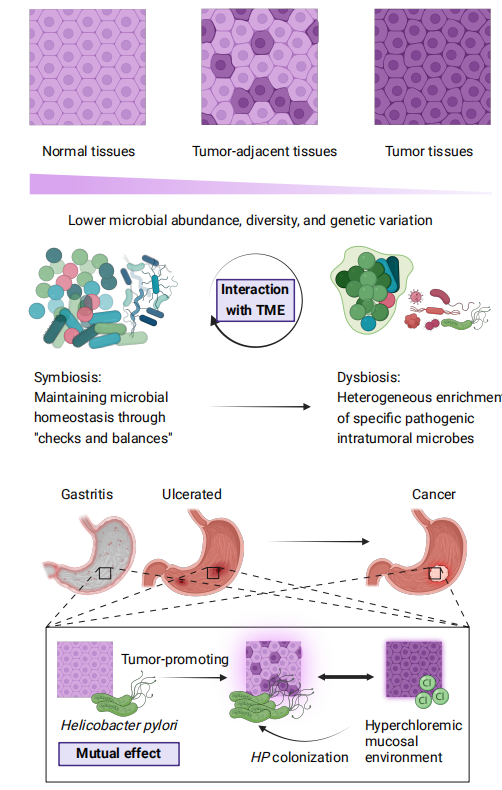 Normal tissues
Tumor-adjacent tissues
Tumor tissues
Lower microbial abundance, diversity, and genetic variation
Interaction
with TME
Symbiosis:
Maintaining microbial
homeostasis through
"checks and balances"
Dysbiosis:
Heterogeneous enrichment
of specific pathogenic
intratumoral microbes
Gastritis
Ulcerated
Cancer
Tumor-promoting
Helicobacter pylori
Mutual effect
HP colonization
Cl
Cl
Cl
Hyperchloremic
mucosal
environment